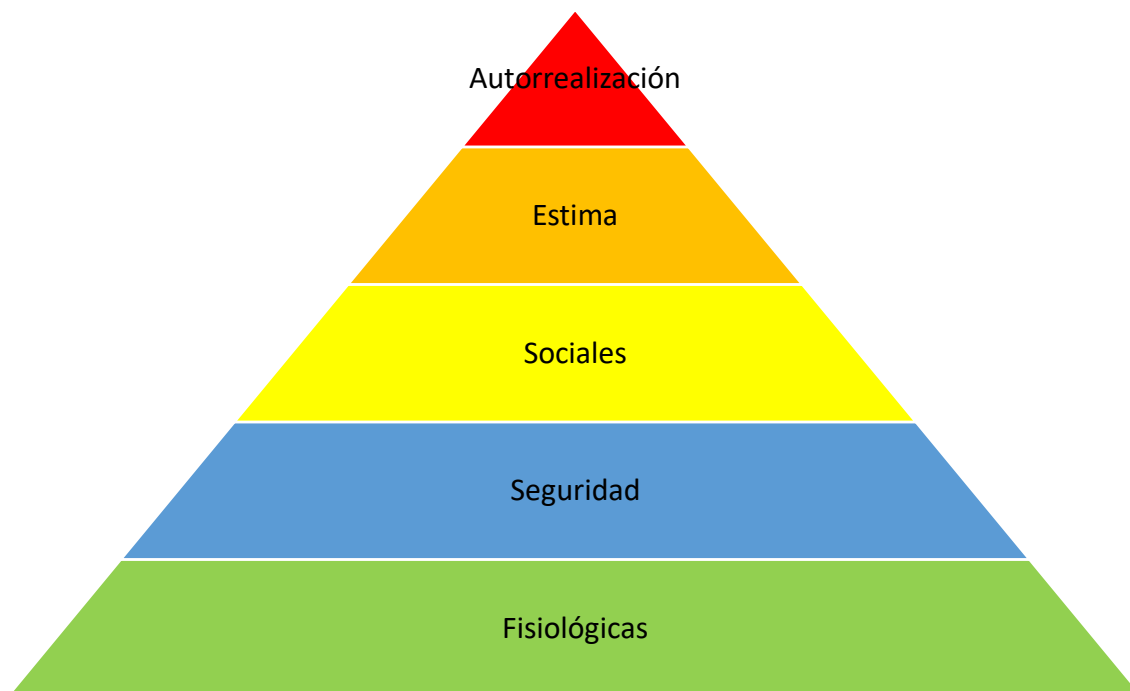 Autorrealización
Estima
Sociales
Seguridad
Fisiológicas